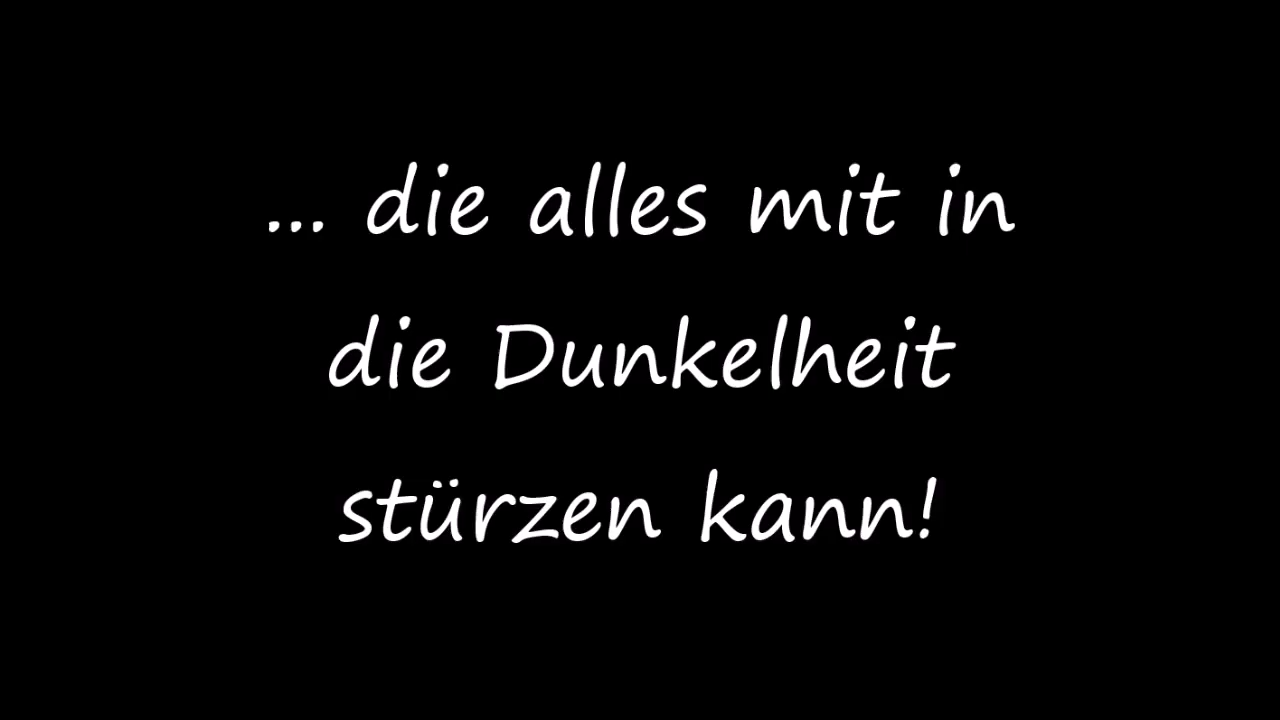 ... die alles mit in
die Dunkelheit
stürzen kann!